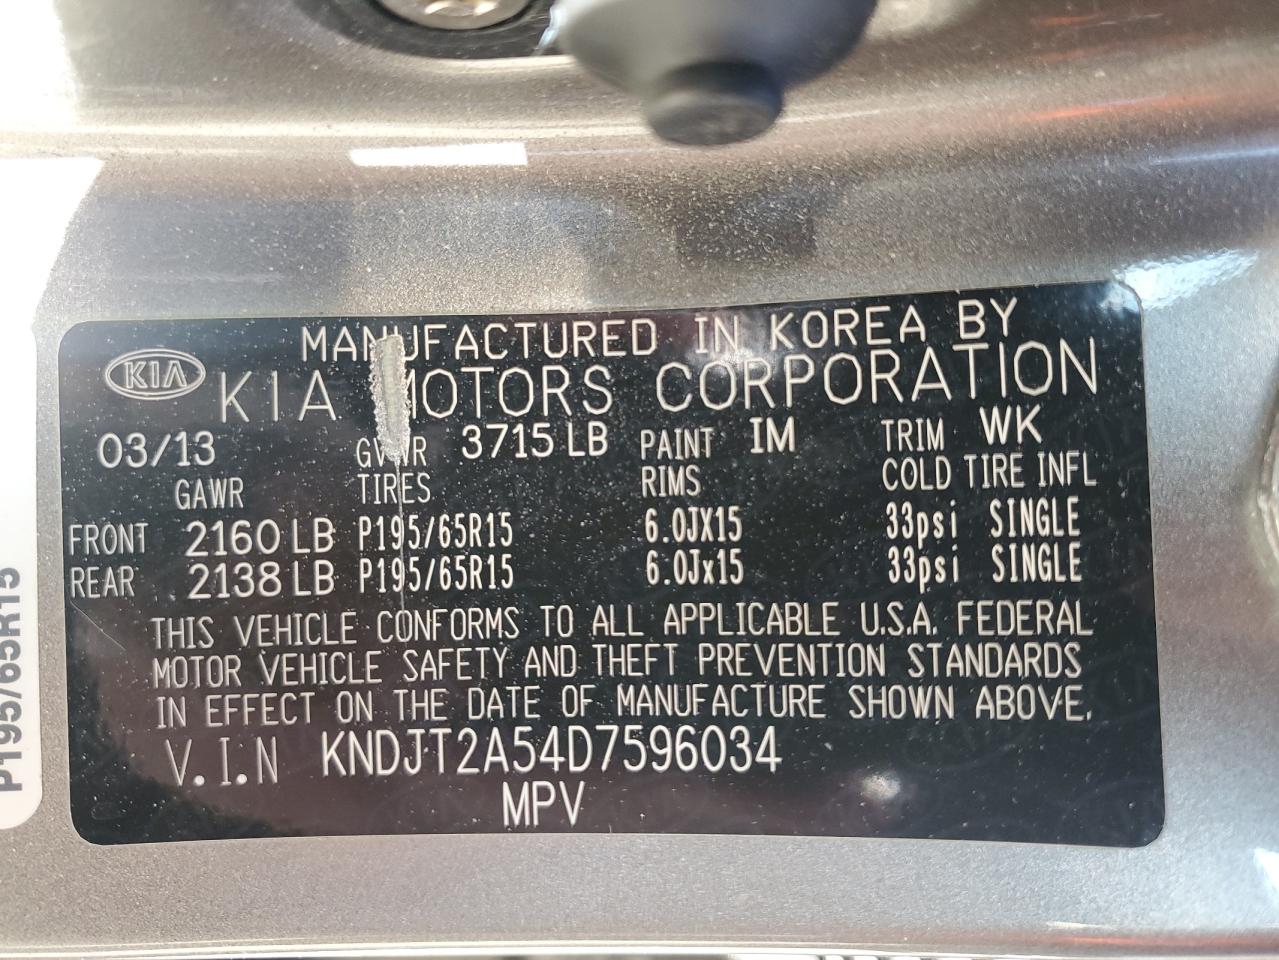 MANUFACTURED IN KOREA BY
KIA
KIA MOTORS CORPORATION
03/13 GVWR 3715 LB PAINT IM TRIM WK
GAWR TIRES RIMS COLD TIRE INFL
FRONT 2160 LB P195/65R15 6.0JX15 33psi SINGLE
REAR 2138 LB P195/65R15 6.0Jx15 33psi SINGLE
THIS VEHICLE CONFORMS TO ALL APPLICABLE U.S.A. FEDERAL
MOTOR VEHICLE SAFETY AND THEFT PREVENTION STANDARDS
IN EFFECT ON THE DATE OF MANUFACTURE SHOWN ABOVE.
V.I.N KNDJT2A54D7596034
MPV
P195/65R15